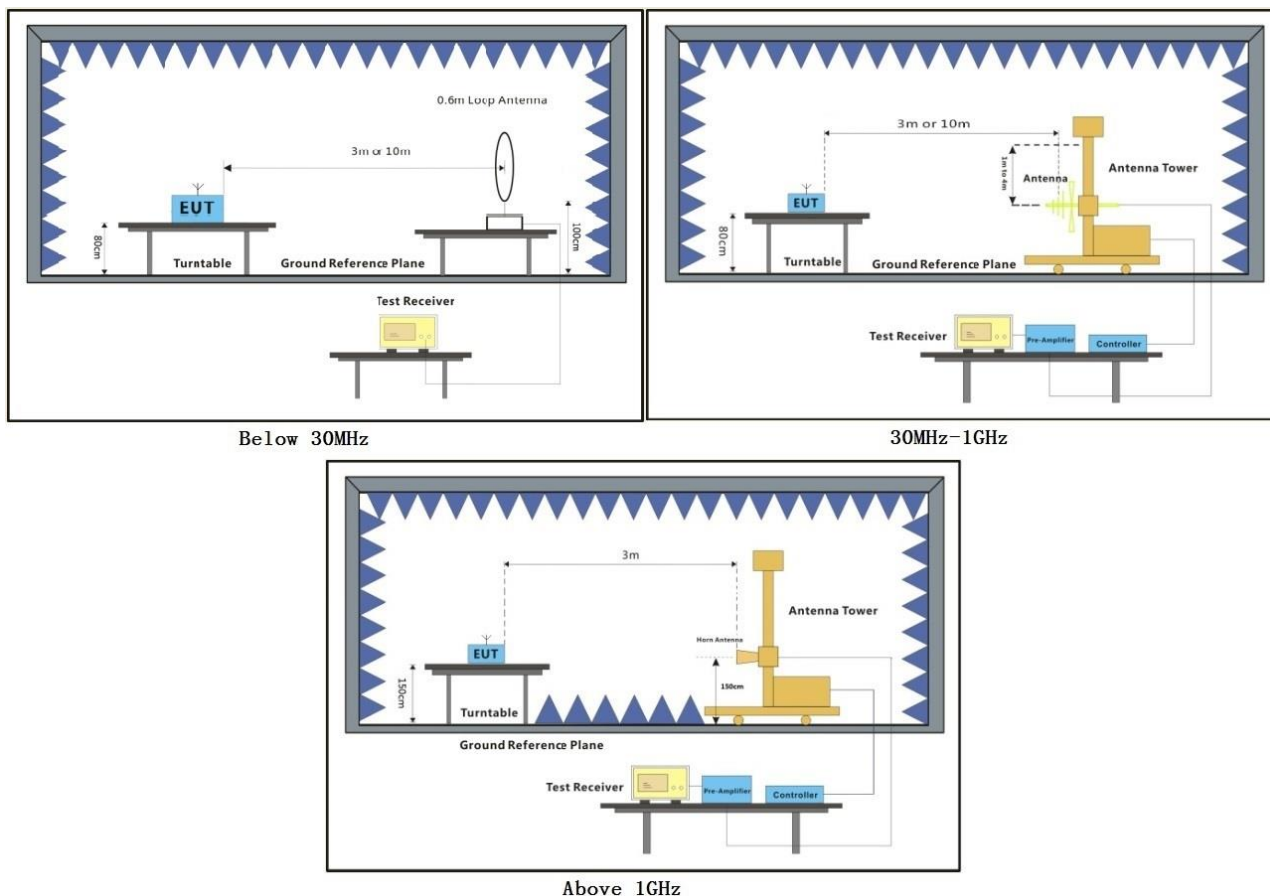 0.6m Loop Antenna
3m or 10m
EUT
80cm
100cm
Turntable
Ground Reference Plane
Test Receiver
Below 30MHz
3m or 10m
1m to 4m
Antenna
Antenna Tower
EUT
80cm
Turntable
Ground Reference Plane
Test Receiver
Pre-Amplifier
Controller
30MHz-1GHz
3m
Antenna Tower
Horn Antenna
EUT
150cm
150cm
Turntable
Ground Reference Plane
Test Receiver
Pre-Amplifier
Controller
Above 1GHz